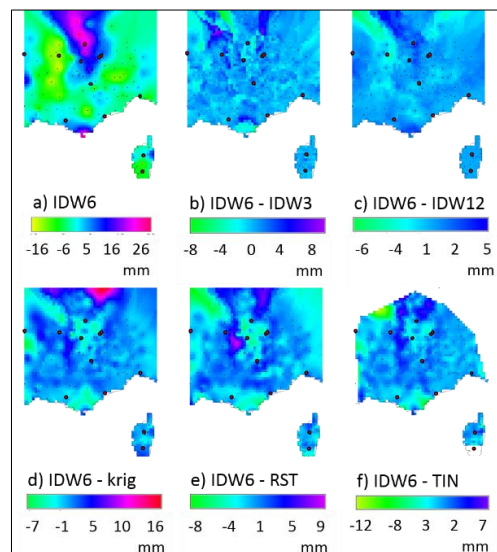 a) IDW6
-16 -6 5 16 26
mm
b) IDW6 - IDW3
-8 -4 0 4 8
mm
c) IDW6 - IDW12
-6 -4 1 2 5
mm
d) IDW6 - krig
-7 -1 5 10 16
mm
e) IDW6 - RST
-8 -4 1 5 9
mm
f) IDW6 - TIN
-12 -8 3 2 7
mm